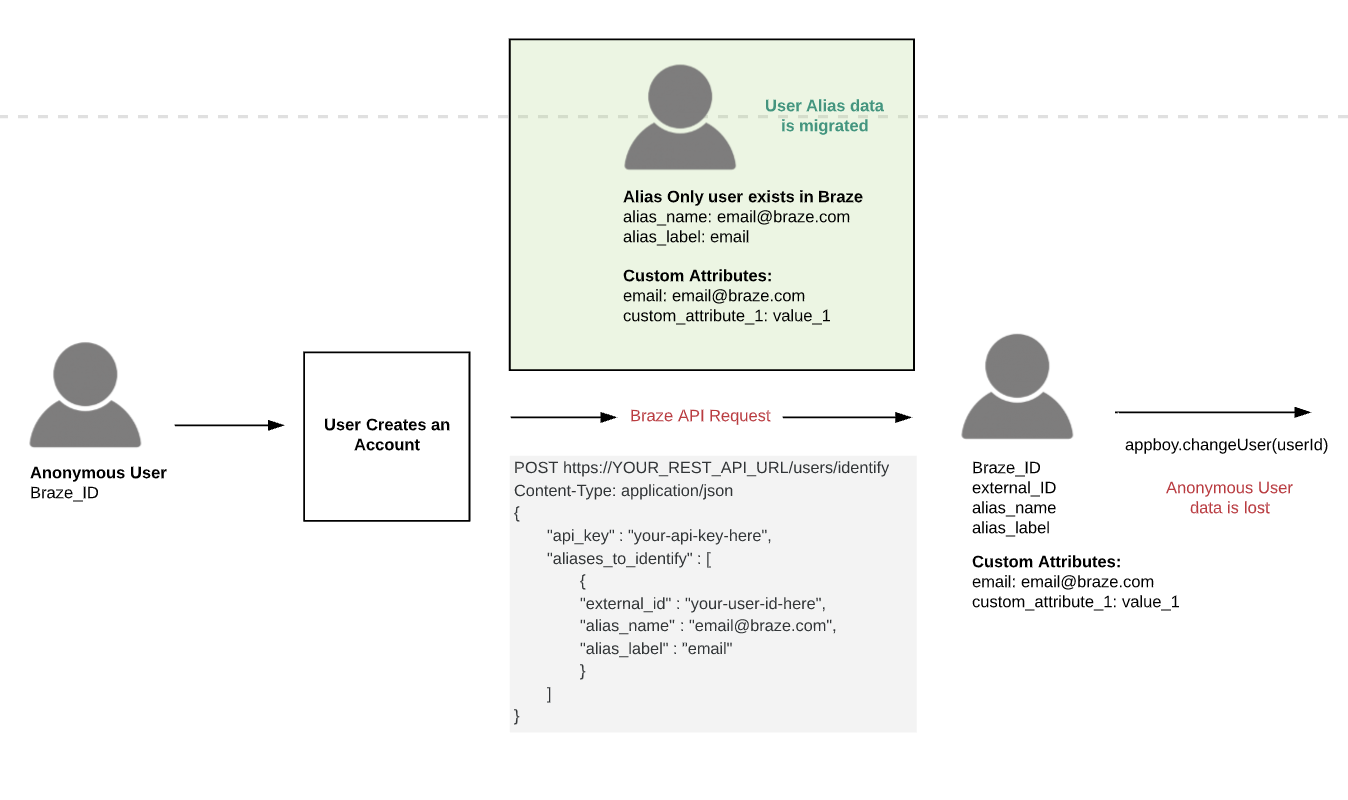 User Alias data
is migrated
Alias Only user exists in Braze
alias_name: email@braze.com
alias_label: email
Custom Attributes:
email: email@braze.com
custom_attribute_1: value_1
Anonymous User
Braze_ID
User Creates an
Account
Braze API Request
POST https://YOUR_REST_API_URL/users/identify
Content-Type: application/json
{
"api_key" : "your-api-key-here",
"aliases_to_identify" : [
{
"external_id" : "your-user-id-here",
"alias_name" : "email@braze.com",
"alias_label" : "email"
}
]
}
Braze_ID
external_ID
alias_name
alias_label
Custom Attributes:
email: email@braze.com
custom_attribute_1: value_1
appboy.changeUser(userId)
Anonymous User
data is lost